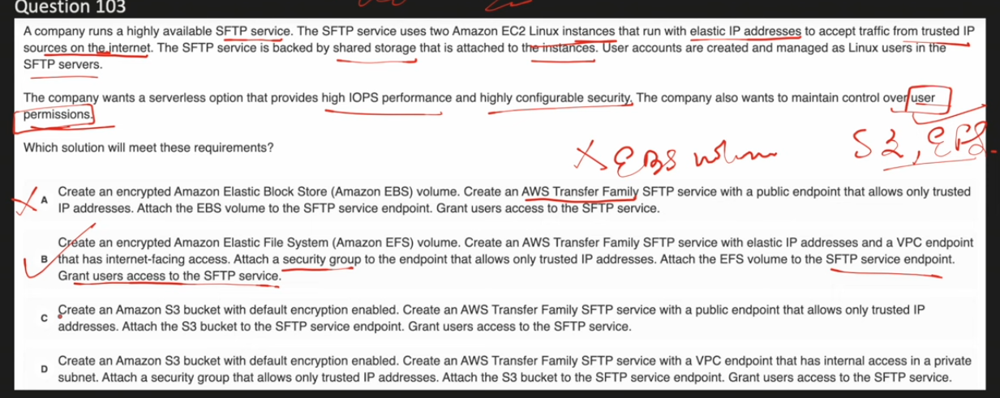 Question 103
A company runs a highly available SFTP service. The SFTP service uses two Amazon EC2 Linux instances that run with elastic IP addresses to accept traffic from trusted IP
sources on the internet. The SFTP service is backed by shared storage that is attached to the instances. User accounts are created and managed as Linux users in the
SFTP servers.
The company wants a serverless option that provides high IOPS performance and highly configurable security. The company also wants to maintain control over user
permissions.
Which solution will meet these requirements?
S3, EFS.
X EBS volume
A Create an encrypted Amazon Elastic Block Store (Amazon EBS) volume. Create an AWS Transfer Family SFTP service with a public endpoint that allows only trusted
IP addresses. Attach the EBS volume to the SFTP service endpoint. Grant users access to the SFTP service.
Create an encrypted Amazon Elastic File System (Amazon EFS) volume. Create an AWS Transfer Family SFTP service with elastic IP addresses and a VPC endpoint
B that has internet-facing access. Attach a security group to the endpoint that allows only trusted IP addresses. Attach the EFS volume to the SFTP service endpoint.
Grant users access to the SFTP service.
C Create an Amazon S3 bucket with default encryption enabled. Create an AWS Transfer Family SFTP service with a public endpoint that allows only trusted IP
addresses. Attach the S3 bucket to the SFTP service endpoint. Grant users access to the SFTP service.
D Create an Amazon S3 bucket with default encryption enabled. Create an AWS Transfer Family SFTP service with a VPC endpoint that has internal access in a private
subnet. Attach a security group that allows only trusted IP addresses. Attach the S3 bucket to the SFTP service endpoint. Grant users access to the SFTP service.